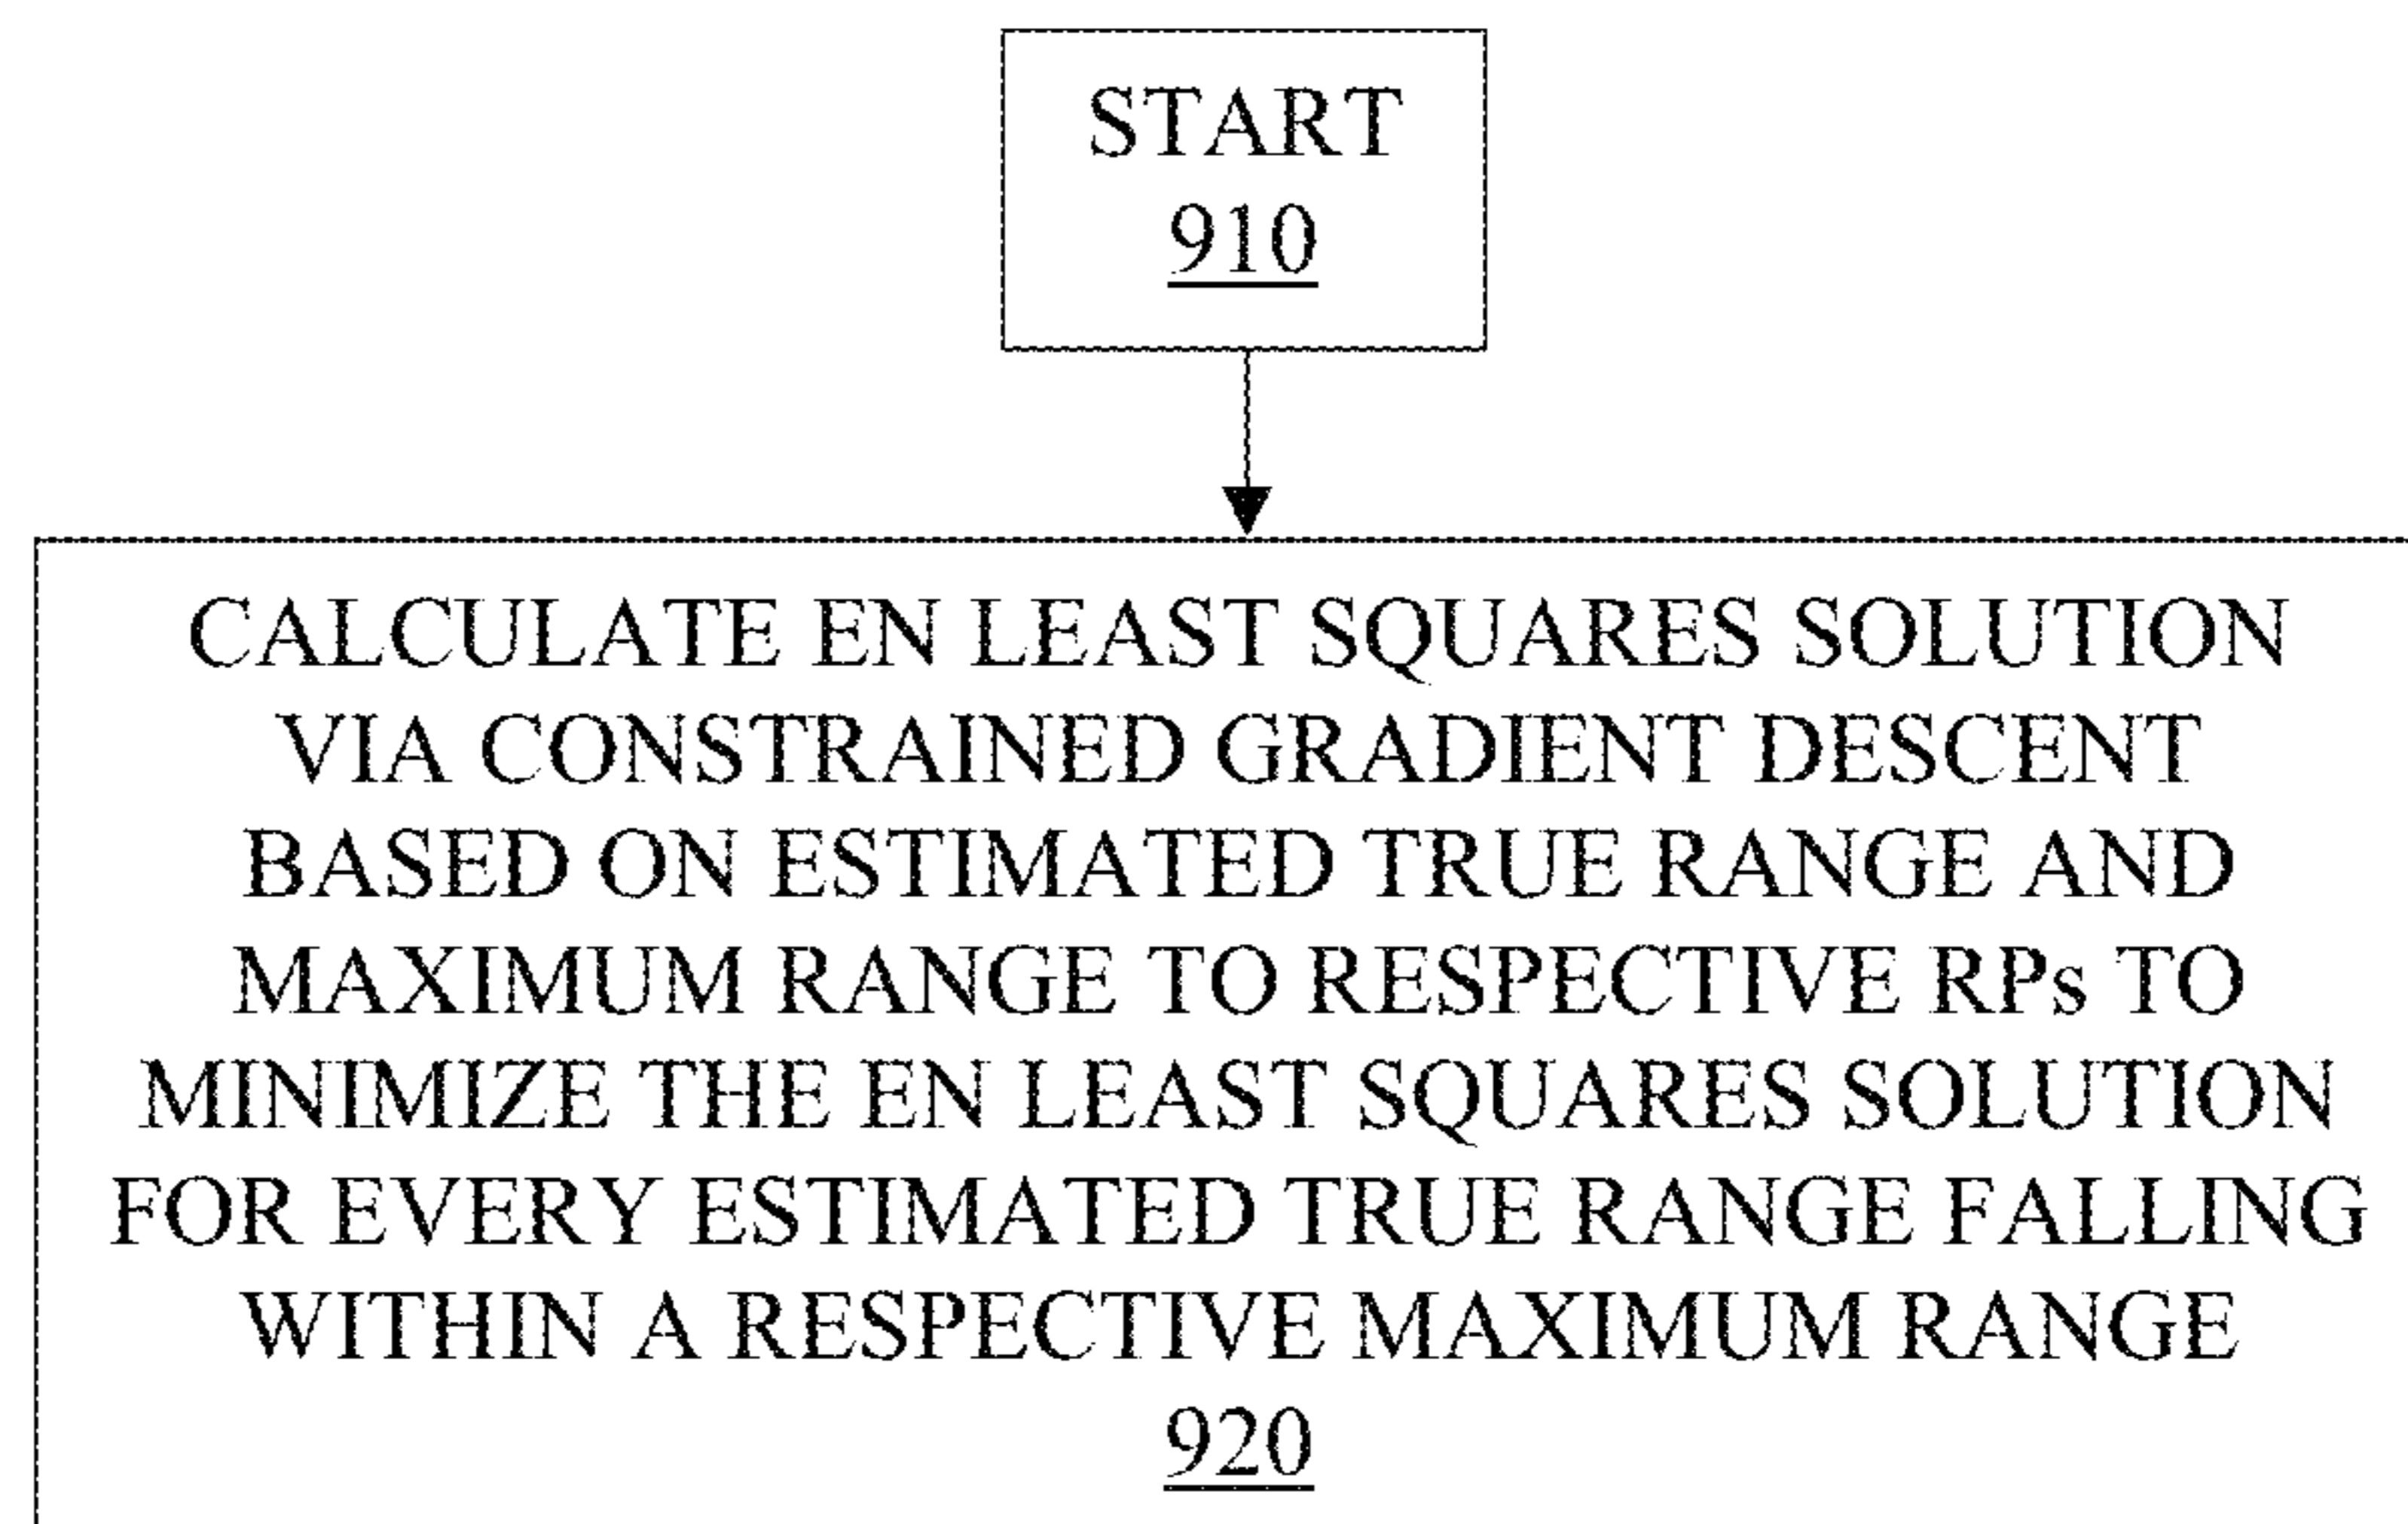 START
910
CALCULATE EN LEAST SQUARES SOLUTION
VIA CONSTRAINED GRADIENT DESCENT
BASED ON ESTIMATED TRUE RANGE AND
MAXIMUM RANGE TO RESPECTIVE RPs TO
MINIMIZE THE EN LEAST SQUARES SOLUTION
FOR EVERY ESTIMATED TRUE RANGE FALLING
WITHIN A RESPECTIVE MAXIMUM RANGE
920